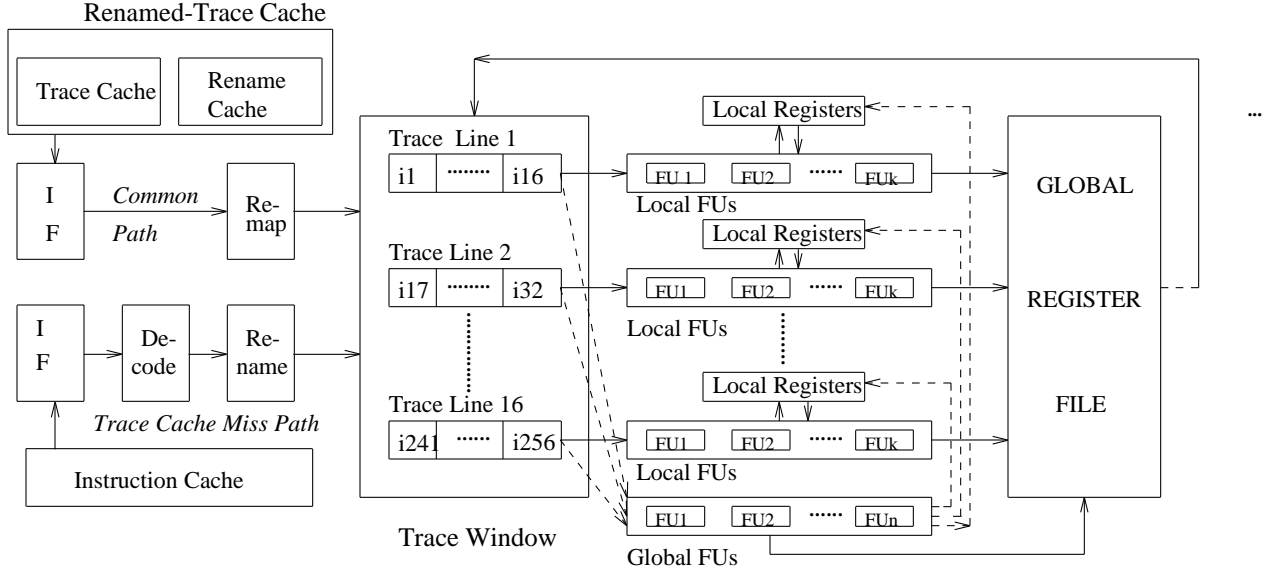 Renamed-Trace Cache
Trace Cache
Rename
Cache
I
F
Common
Path
Re-
map
I
F
De-
code
Re-
name
Trace Cache Miss Path
Instruction Cache
Trace Line 1
i1 ........ i16
Trace Line 2
i17 ........ i32
Trace Line 16
i241 ...... i256
Trace Window
Local Registers
FU1 FU2 ...... FUk
Local FUs
Local Registers
FU1 FU2 ...... FUk
Local FUs
Local Registers
FU1 FU2 ...... FUk
Local FUs
FU1 FU2 ...... FUn
Global FUs
GLOBAL
REGISTER
FILE
...